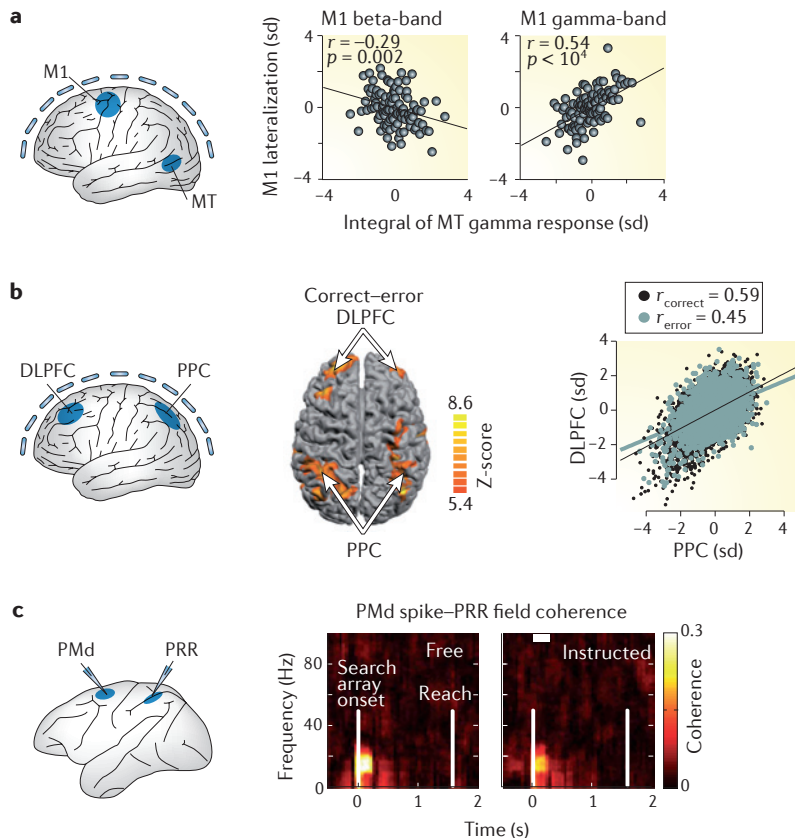 a
M1
MT
M1 beta-band
M1 gamma-band
M1 lateralization (sd)
4
0
−4
r = −0.29
p = 0.002
r = 0.54
p < 10⁴
−4 0 4
−4 0 4
Integral of MT gamma response (sd)
b
DLPFC
PPC
Correct–error
DLPFC
PPC
8.6
5.4
Z-score
r correct = 0.59
r error = 0.45
DLPFC (sd)
4
2
0
−2
−4
−4 −2 0 2 4
PPC (sd)
c
PMd
PRR
PMd spike–PRR field coherence
Frequency (Hz)
80
40
0
Search
array
onset
Free
Reach
Instructed
0.3
0
Coherence
0 1 2
0 1 2
Time (s)